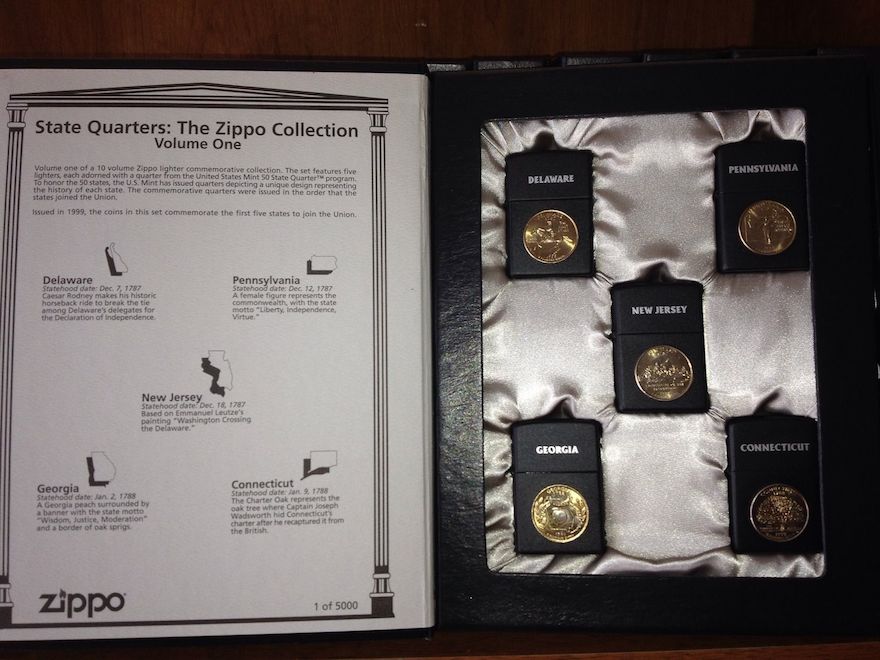 State Quarters: The Zippo Collection
Volume One
Volume one of a 10 volume Zippo lighter commemorative collection. The set features five
lighters, each adorned with a quarter from the United States Mint 50 State Quarter™ program.
To honor the 50 states, the U.S. Mint has issued quarters depicting a unique design representing
the history of each state. The commemorative quarters were issued in the order that the
states joined the Union.
Issued in 1999, the coins in this set commemorate the first five states to join the Union.
Delaware
Statehood date: Dec. 7, 1787
Caesar Rodney makes his historic
horseback ride to break the tie
among Delaware's delegates for
the Declaration of Independence.
Pennsylvania
Statehood date: Dec. 12, 1787
A female figure represents the
commonwealth, with the state
motto "Liberty, Independence,
Virtue."
New Jersey
Statehood date: Dec. 18, 1787
Based on Emmanuel Leutze's
painting "Washington Crossing
the Delaware."
Georgia
Statehood date: Jan. 2, 1788
A Georgia peach surrounded by
a banner with the state motto
"Wisdom, Justice, Moderation"
and a border of oak sprigs.
Connecticut
Statehood date: Jan. 9, 1788
The Charter Oak represents the
oak tree where Captain Joseph
Wadsworth hid Connecticut's
charter after he recaptured it from
the British.
zippo
1 of 5000
DELAWARE
PENNSYLVANIA
NEW JERSEY
GEORGIA
CONNECTICUT